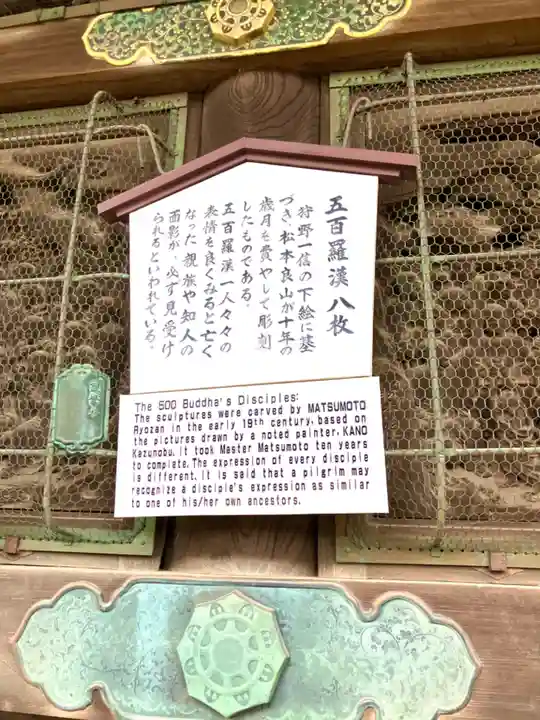 五百羅漢 八枚
狩野一信の下絵に基
づき松本良山が十年の
歳月を費やして彫刻
したものである。
五百羅漢一人々々の
表情を良くみると亡く
なった親族や知人の
面影が、必す見受け
られるといわれている。
The 500 Buddha's Disciples:
The sculptures were carved by MATSUMOTO
Ryozan in the early 19th century, based on
the pictures drawn by a noted painter, KANO
Kazunobu. It took Master Matsumoto ten years
to complete. The expression of every disciple
is different. It is said that a pilgrim may
recognize a disciple's expression as similar
to one of his/her own ancestors.